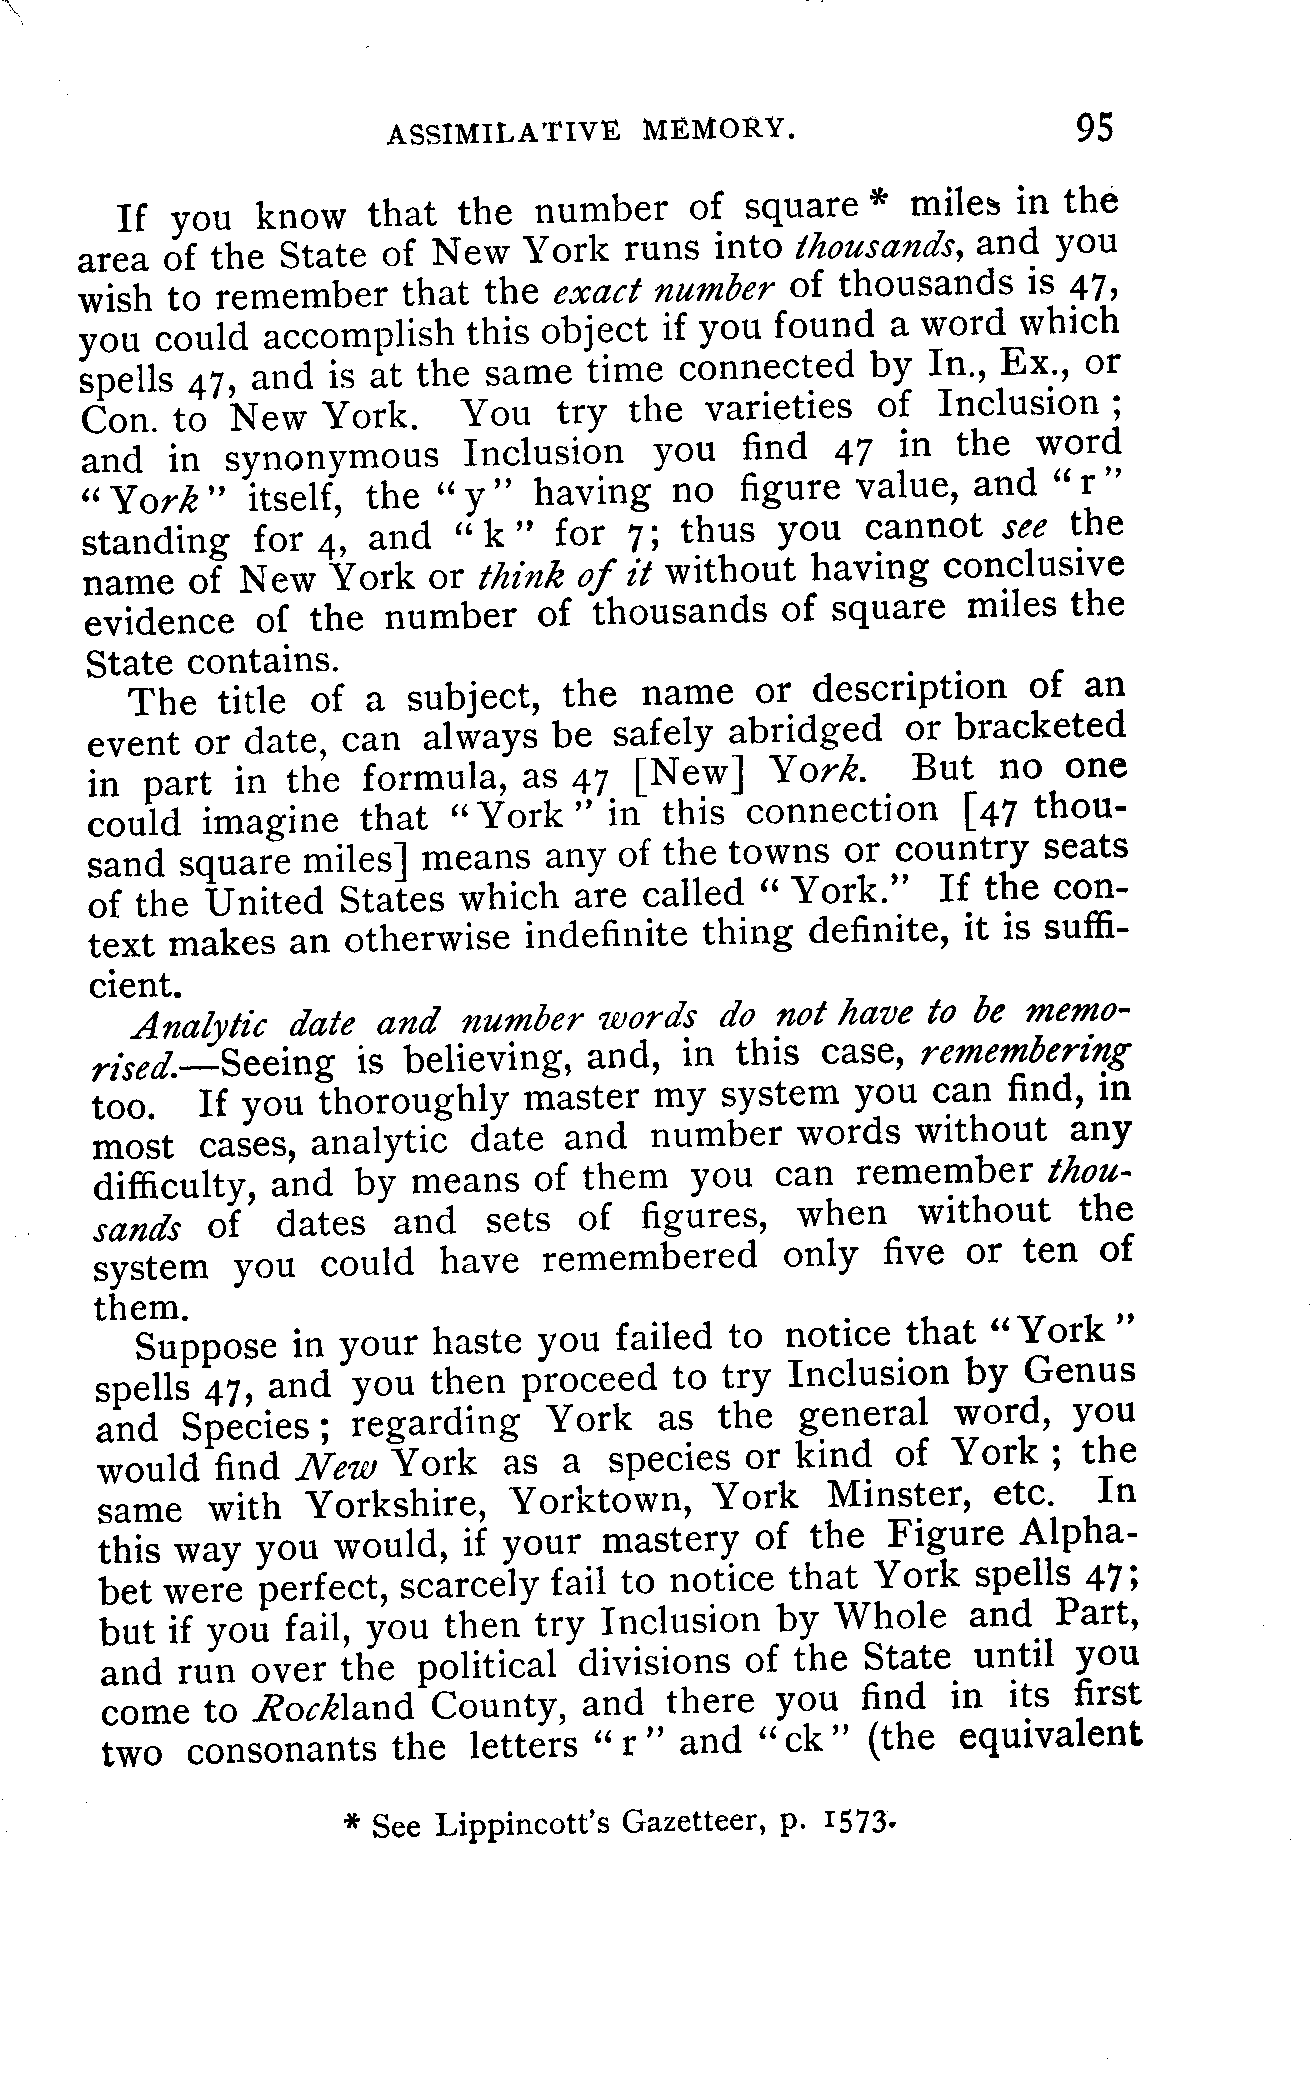 ASSIMILATIVE MEMORY. 95
If you know that the number of square * miles in the
area of the State of New York runs into thousands, and you
wish to remember that the exact number of thousands is 47,
you could accomplish this object if you found a word which
spells 47, and is at the same time connected by In., Ex., or
Con. to New York. You try the varieties of Inclusion ;
and in synonymous Inclusion you find 47 in the word
“ York ” itself, the “ y ” having no figure value, and “ r ”
standing for 4, and “ k ” for 7; thus you cannot see the
name of New York or think of it without having conclusive
evidence of the number of thousands of square miles the
State contains.
The title of a subject, the name or description of an
event or date, can always be safely abridged or bracketed
in part in the formula, as 47 [New] York. But no one
could imagine that “ York ” in this connection [47 thou-
sand square miles] means any of the towns or country seats
of the United States which are called “ York.” If the con-
text makes an otherwise indefinite thing definite, it is suffi-
cient.
Analytic date and number words do not have to be memo-
rised.—Seeing is believing, and, in this case, remembering
too. If you thoroughly master my system you can find, in
most cases, analytic date and number words without any
difficulty, and by means of them you can remember thou-
sands of dates and sets of figures, when without the
system you could have remembered only five or ten of
them.
Suppose in your haste you failed to notice that “ York ”
spells 47, and you then proceed to try Inclusion by Genus
and Species ; regarding York as the general word, you
would find New York as a species or kind of York ; the
same with Yorkshire, Yorktown, York Minster, etc. In
this way you would, if your mastery of the Figure Alpha-
bet were perfect, scarcely fail to notice that York spells 47;
but if you fail, you then try Inclusion by Whole and Part,
and run over the political divisions of the State until you
come to Rockland County, and there you find in its first
two consonants the letters “ r ” and “ ck ” (the equivalent
* See Lippincott's Gazetteer, p. 1573.